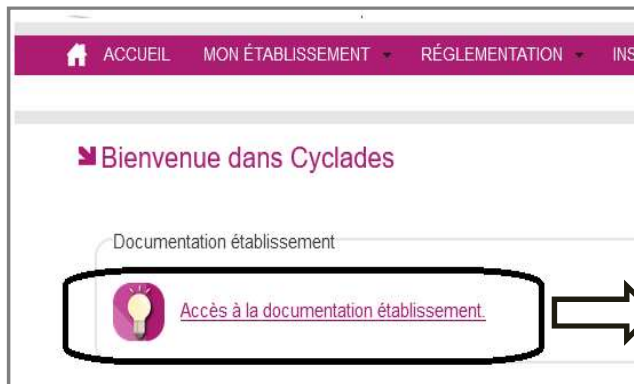 ACCUEIL MON ÉTABLISSEMENT RÉGLEMENTATION INS
Bienvenue dans Cyclades
Documentation établissement
Accès à la documentation établissement.